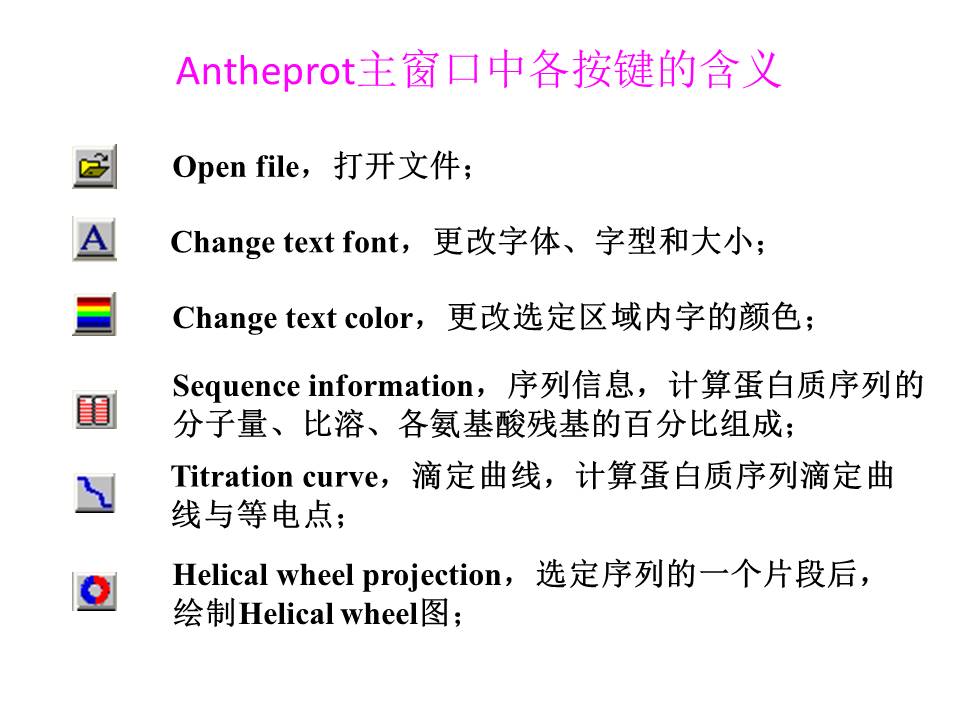 Antheprot主窗口中各按键的含义
Open file，打开文件；
A
Change text font，更改字体、字型和大小；
Change text color，更改选定区域内字的颜色；
Sequence information，序列信息，计算蛋白质序列的
分子量、比溶、各氨基酸残基的百分比组成；
Titration curve，滴定曲线，计算蛋白质序列滴定曲
线与等电点；
Helical wheel projection，选定序列的一个片段后，
绘制Helical wheel图；